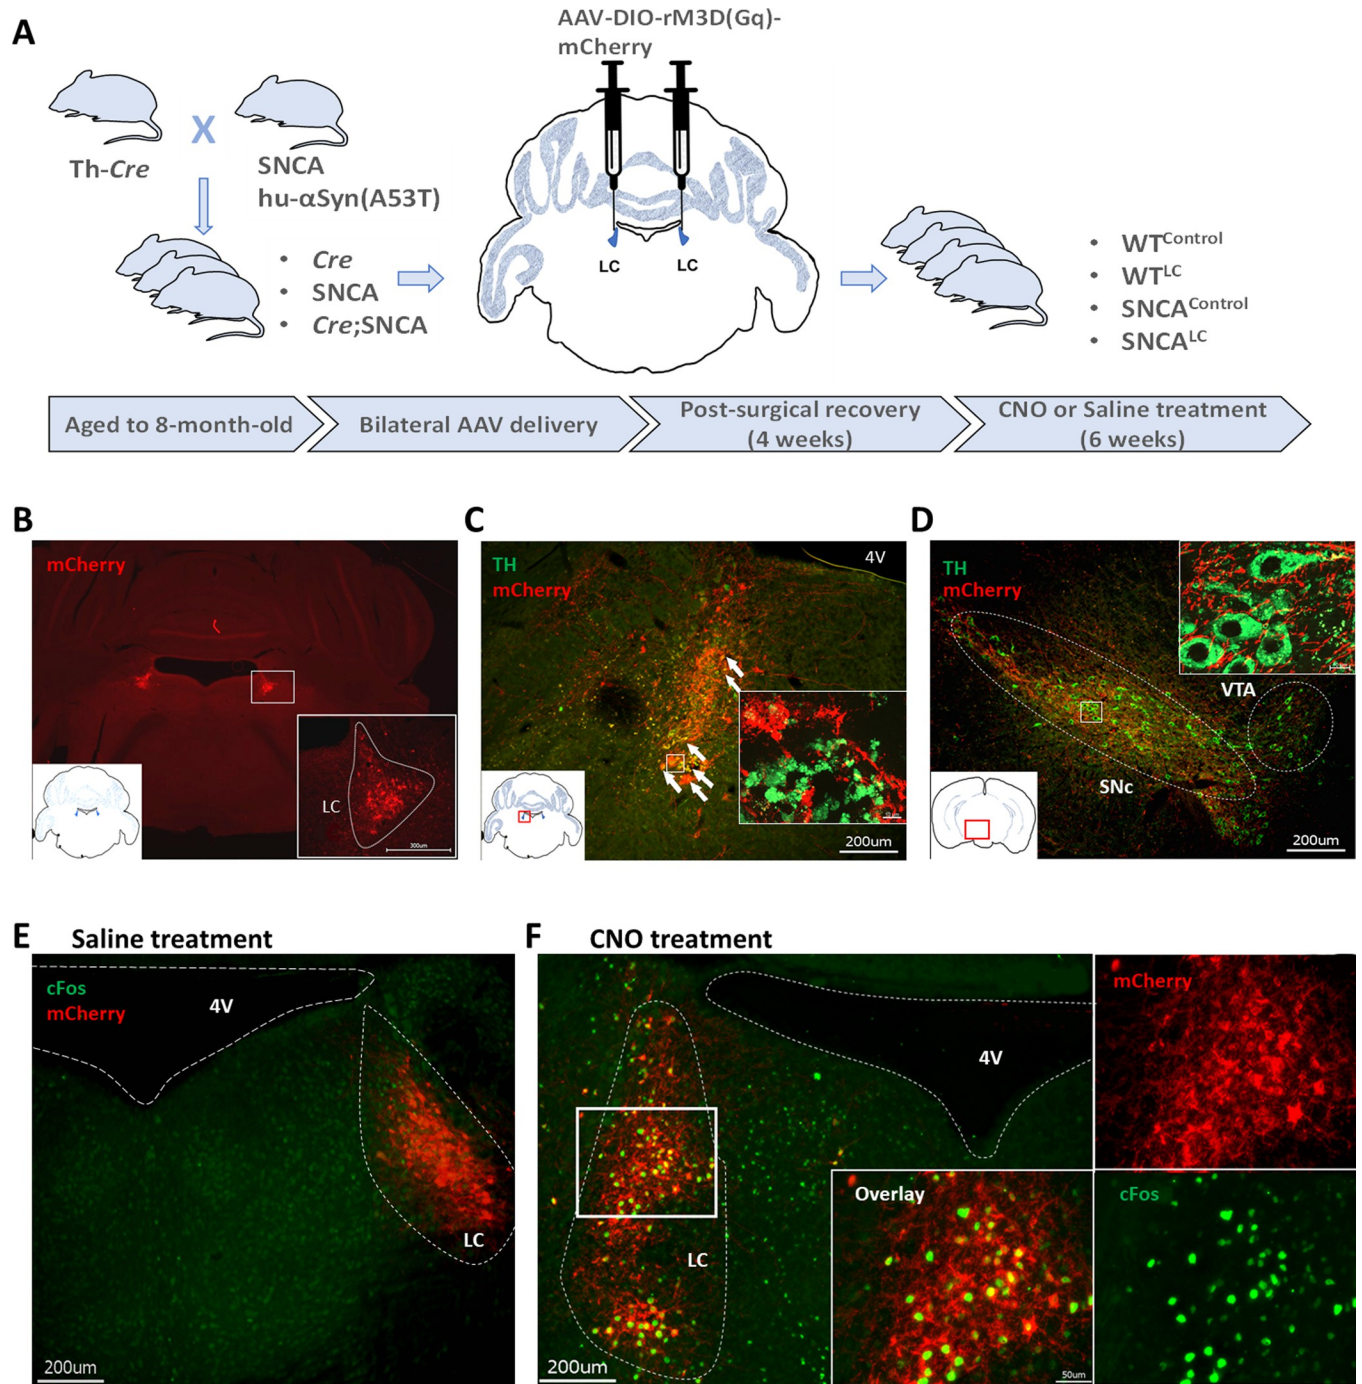 A
AAV-DIO-rM3D(Gq)-
mCherry
X
Th-Cre
SNCA
hu-αSyn(A53T)
• Cre
• SNCA
• Cre;SNCA
LC
LC
• WTControl
• WTLC
• SNCAControl
• SNCALC
Aged to 8-month-old
Bilateral AAV delivery
Post-surgical recovery
(4 weeks)
CNO or Saline treatment
(6 weeks)
B
mCherry
LC
300um
C
TH
mCherry
4V
200um
D
TH
mCherry
VTA
SNc
200um
E
Saline treatment
cFos
mCherry
4V
LC
200um
F
CNO treatment
4V
LC
200um
mCherry
Overlay
50um
cFos